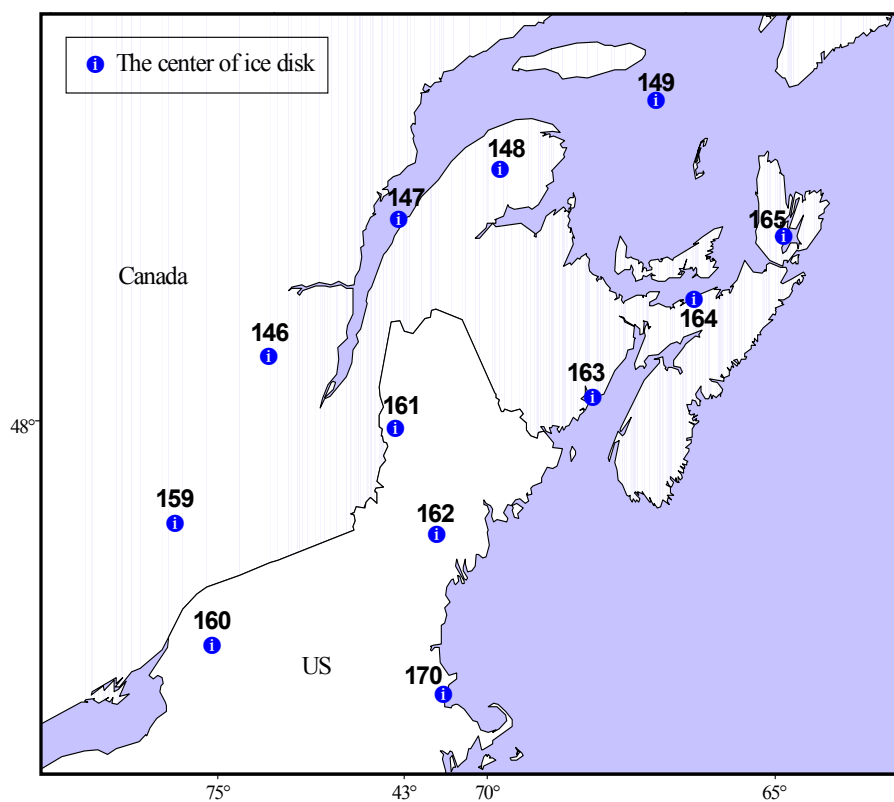 i The center of ice disk
149
i
148
i
147
i
165
i
Canada
i
164
146
i
163
i
161
i
48°
159
i
162
i
160
i
US
170
i
75°
43°
70°
65°